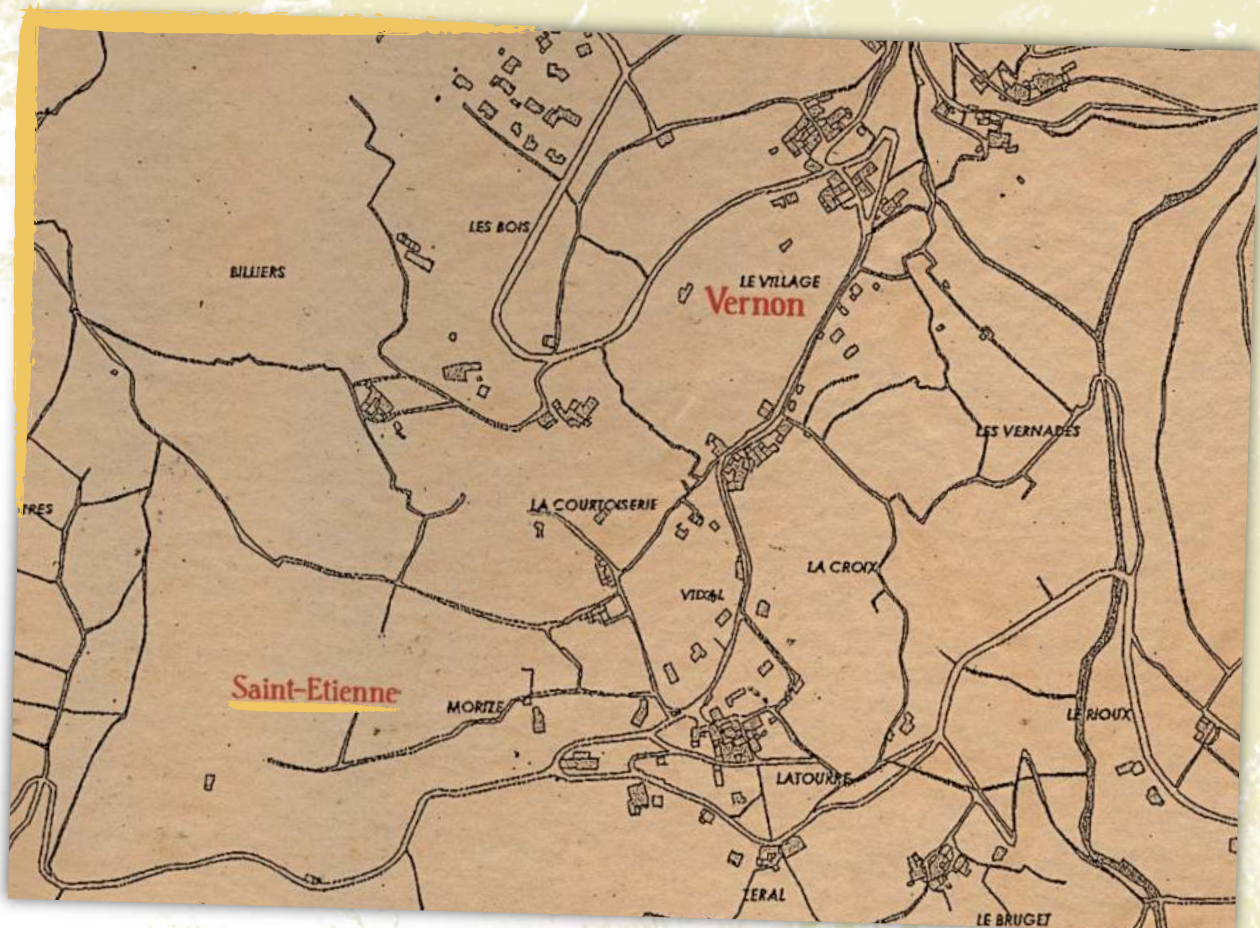 LES BOIS
BILLIERS
LE VILLAGE
Vernon
LES VERNADES
LA COURTOISERIE
LA CROIX
VIDAL
Saint-Etienne
MORIZE
LE RIOUX
LATOURRE
LE BRUGET